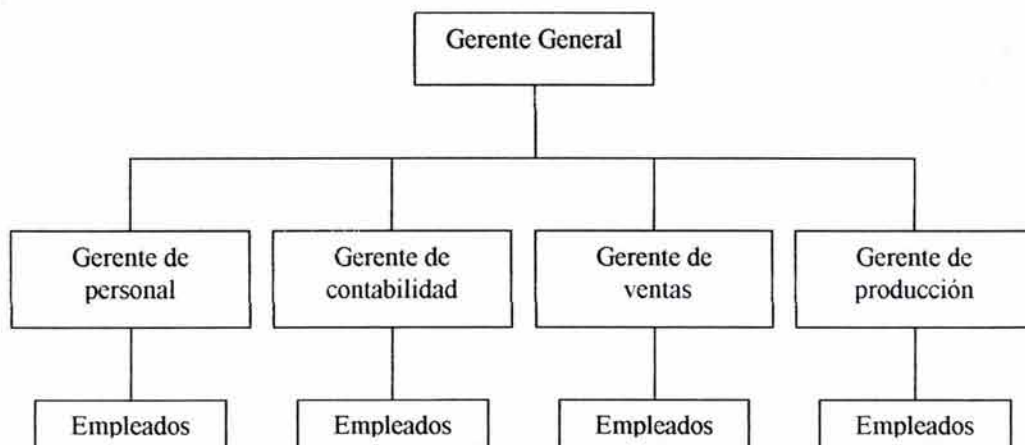 Gerente General
Gerente de
personal
Gerente de
contabilidad
Gerente de
ventas
Gerente de
producción
Empleados
Empleados
Empleados
Empleados